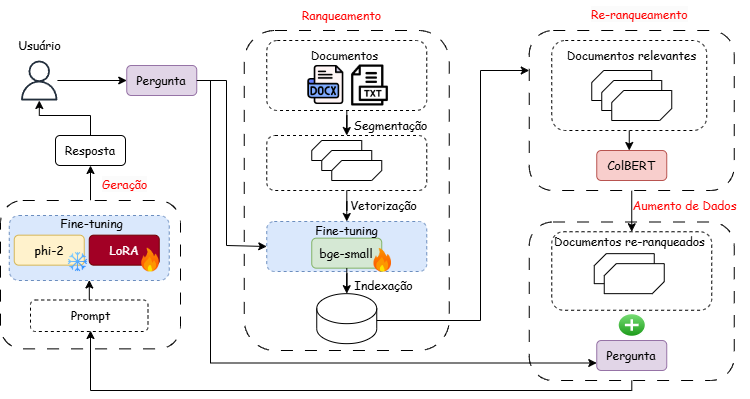 Usuário
Pergunta
Resposta
Geração
Fine-tuning
phi-2
LoRA
Prompt
Ranqueamento
Documentos
DOCX
TXT
Segmentação
Vetorização
Fine-tuning
bge-small
Indexação
Re-ranqueamento
Documentos relevantes
ColBERT
Aumento de Dados
Documentos re-ranqueados
Pergunta